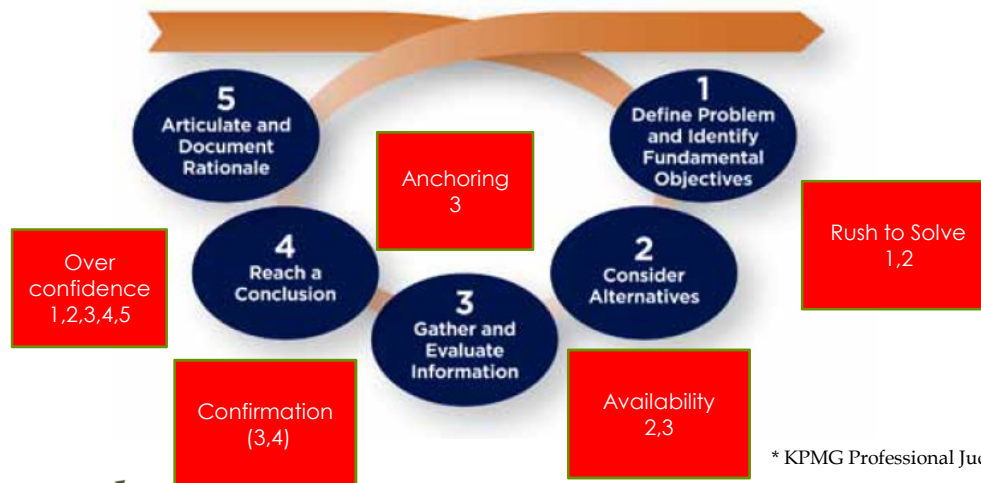 5
Articulate and
Document
Rationale
1
Define Problem
and Identify
Fundamental
Objectives
Anchoring
3
Rush to Solve
1,2
4
Reach a
Conclusion
2
Consider
Alternatives
Over
confidence
1,2,3,4,5
3
Gather and
Evaluate
Information
Confirmation
(3,4)
Availability
2,3
* KPMG Professional